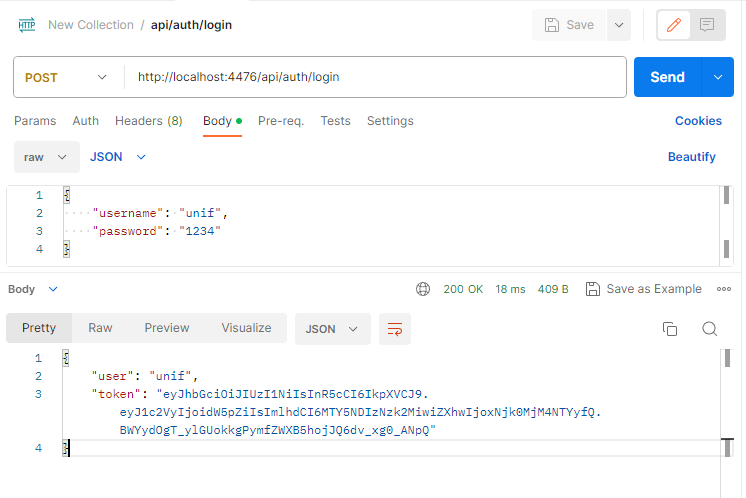 HTTP New Collection / api/auth/login Save
POST http://localhost:4476/api/auth/login Send
Params Auth Headers (8) Body Pre-req. Tests Settings Cookies
raw JSON Beautify
1 {
2 "username": "unif",
3 "password": "1234"
4 }
Body 200 OK 18 ms 409 B Save as Example
Pretty Raw Preview Visualize JSON
1 {
2 "user": "unif",
3 "token": "eyJhbGciOiJIUzI1NiIsInR5cCI6IkpXVCJ9.
eyJ1c2VyIjoidW5pZiIsImlhdCI6MTY5NDIzNzk2MiwiZXhwIjoxNjk0MjM4NTYyfQ.
BWYydOgT_ylGUokkgPymfZWXB5hojJQ6dv_xg0_ANpQ"
4 }